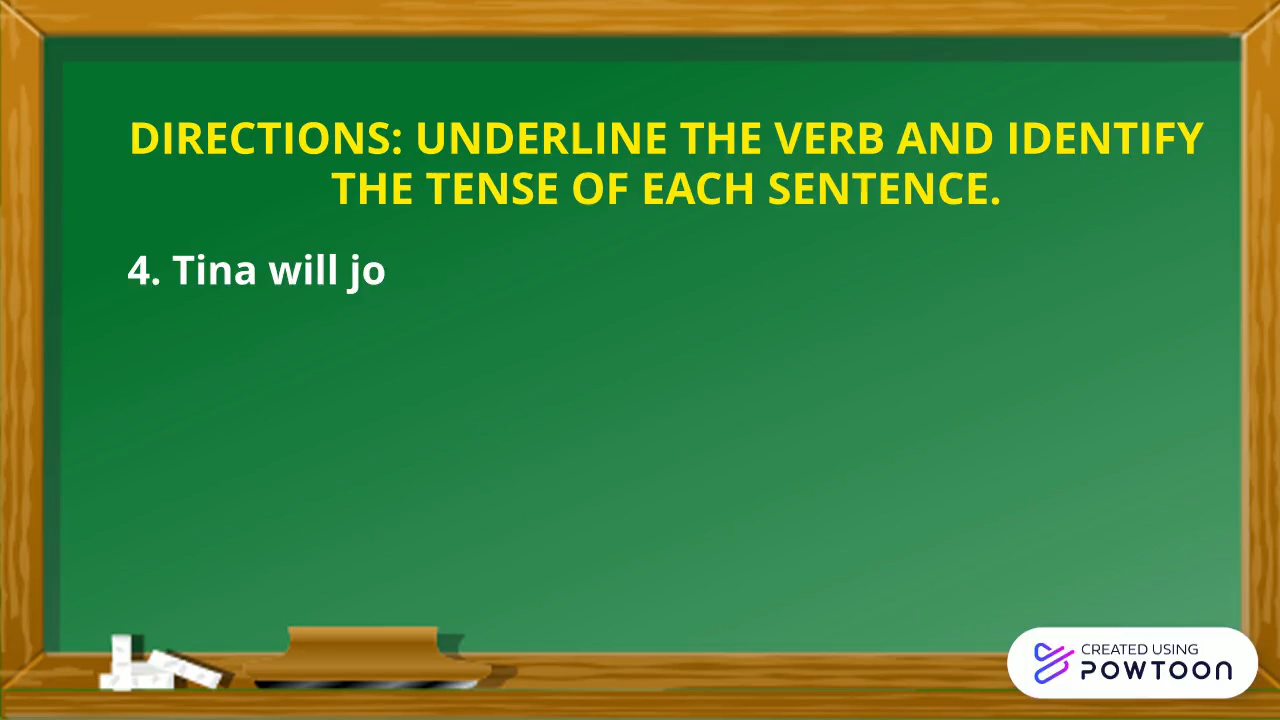 DIRECTIONS: UNDERLINE THE VERB AND IDENTIFY
THE TENSE OF EACH SENTENCE.
4. Tina will jo
CREATED USING
POWTOON